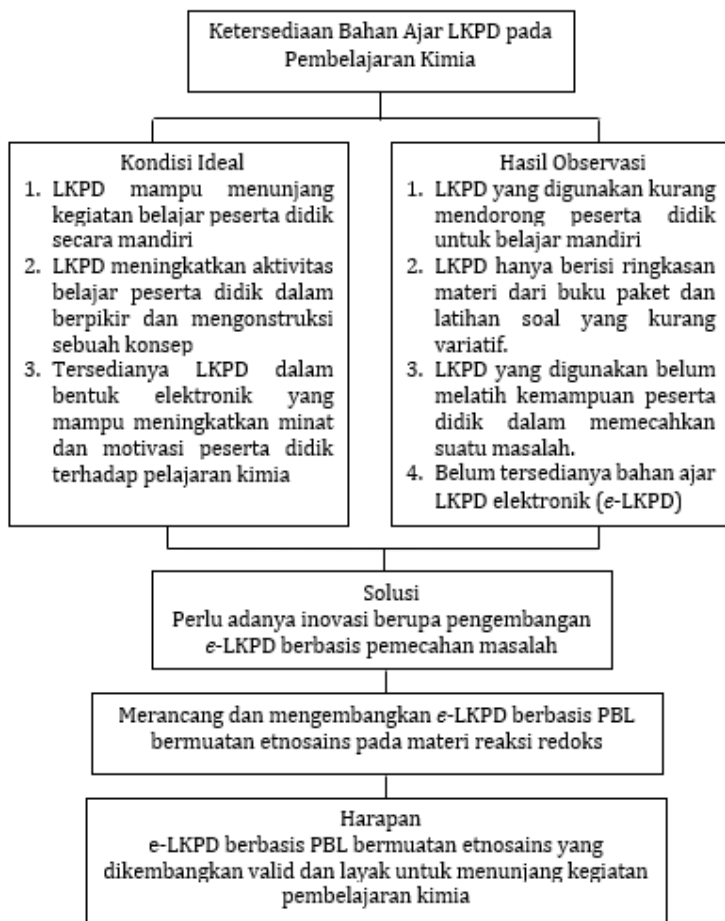 Ketersediaan Bahan Ajar LKPD pada
Pembelajaran Kimia
Kondisi Ideal
1. LKPD mampu menunjang
kegiatan belajar peserta didik
secara mandiri
2. LKPD meningkatkan aktivitas
belajar peserta didik dalam
berpikir dan mengonstruksi
sebuah konsep
3. Tersedianya LKPD dalam
bentuk elektronik yang
mampu meningkatkan minat
dan motivasi peserta didik
terhadap pelajaran kimia
Hasil Observasi
1. LKPD yang digunakan kurang
mendorong peserta didik
untuk belajar mandiri
2. LKPD hanya berisi ringkasan
materi dari buku paket dan
latihan soal yang kurang
variatif.
3. LKPD yang digunakan belum
melatih kemampuan peserta
didik dalam memecahkan
suatu masalah.
4. Belum tersedianya bahan ajar
LKPD elektronik (e-LKPD)
Solusi
Perlu adanya inovasi berupa pengembangan
e-LKPD berbasis pemecahan masalah
Merancang dan mengembangkan e-LKPD berbasis PBL
bermuatan etnosains pada materi reaksi redoks
Harapan
e-LKPD berbasis PBL bermuatan etnosains yang
dikembangkan valid dan layak untuk menunjang kegiatan
pembelajaran kimia